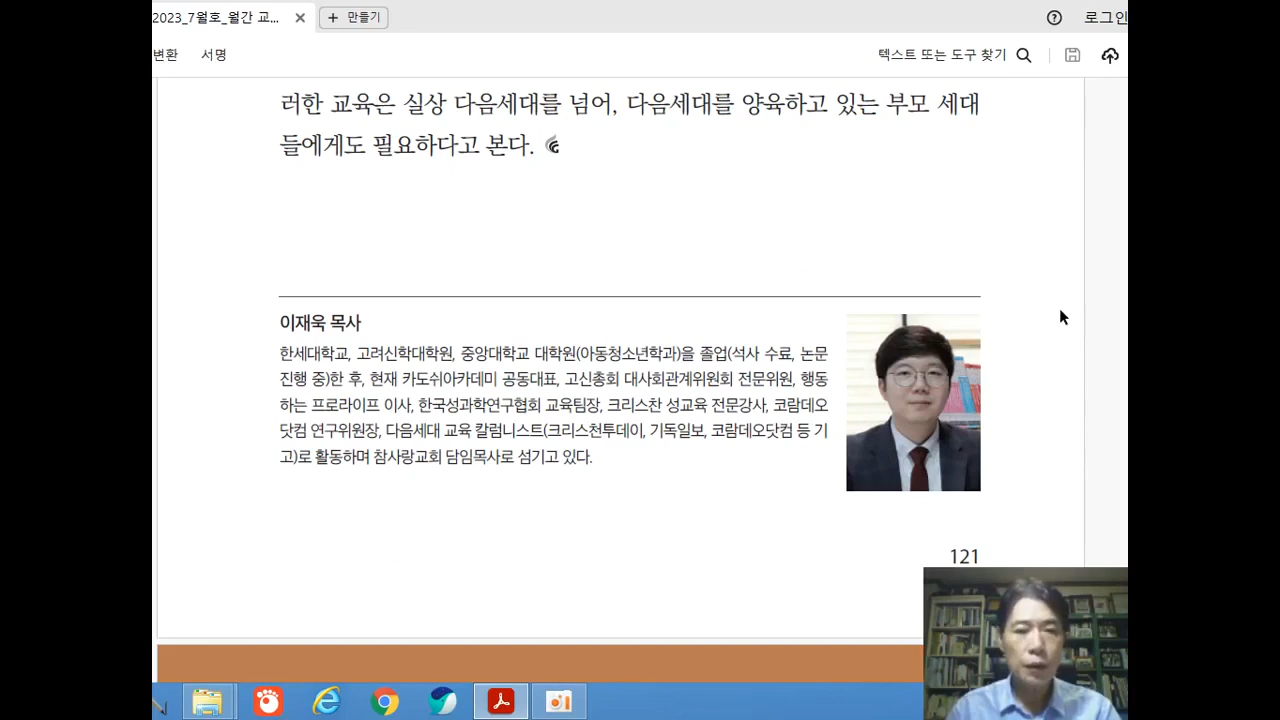 2023_7월호_월간 교...
만들기
로그인
변환 서명 텍스트 또는 도구 찾기
러한 교육은 실상 다음세대를 넘어, 다음세대를 양육하고 있는 부모 세대
들에게도 필요하다고 본다.
이재욱 목사
한세대학교, 고려신학대학원, 중앙대학교 대학원(아동청소년학과)을 졸업(석사 수료, 논문
진행 중)한 후, 현재 카도쉬아카데미 공동대표, 고신총회 대사회관계위원회 전문위원, 행동
하는 프로라이프 이사, 한국성과학연구협회 교육팀장, 크리스찬 성교육 전문강사, 코람데오
닷컴 연구위원장, 다음세대 교육 칼럼니스트(크리스천투데이, 기독일보, 코람데오닷컴 등 기
고)로 활동하며 참사랑교회 담임목사로 섬기고 있다.
121